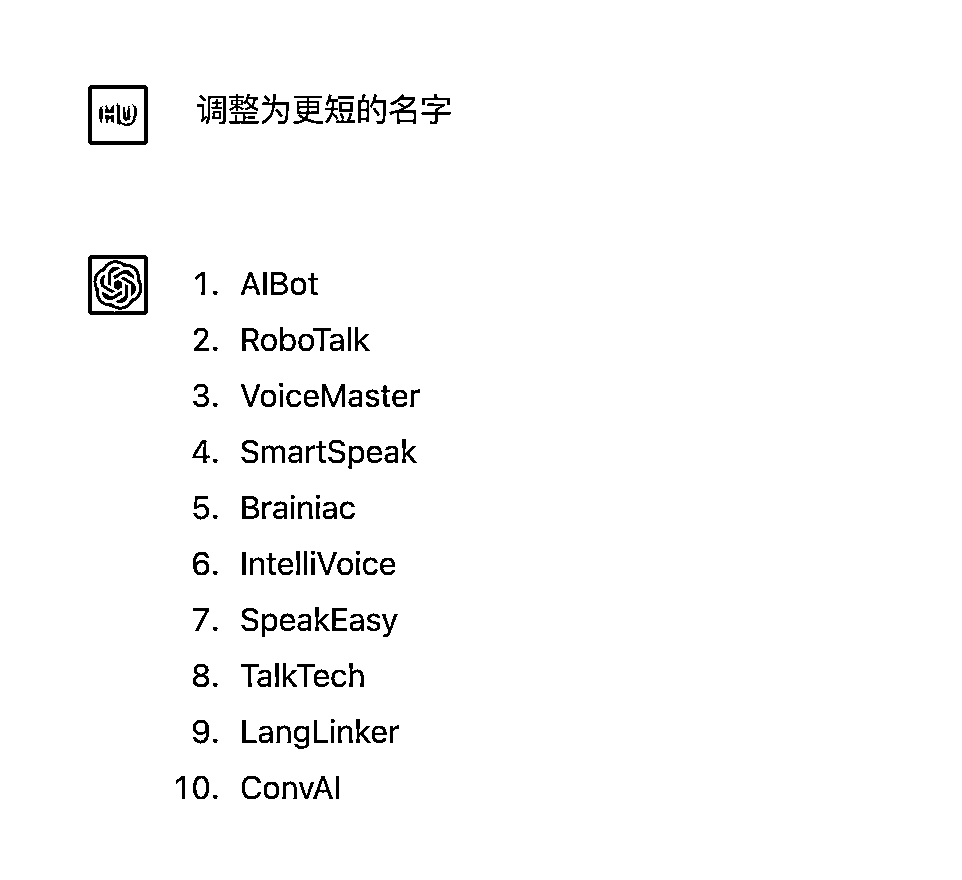 调整为更短的名字
1. AIBot
2. RoboTalk
3. VoiceMaster
4. SmartSpeak
5. Brainiac
6. IntelliVoice
7. SpeakEasy
8. TalkTech
9. LangLinker
10. ConvAI